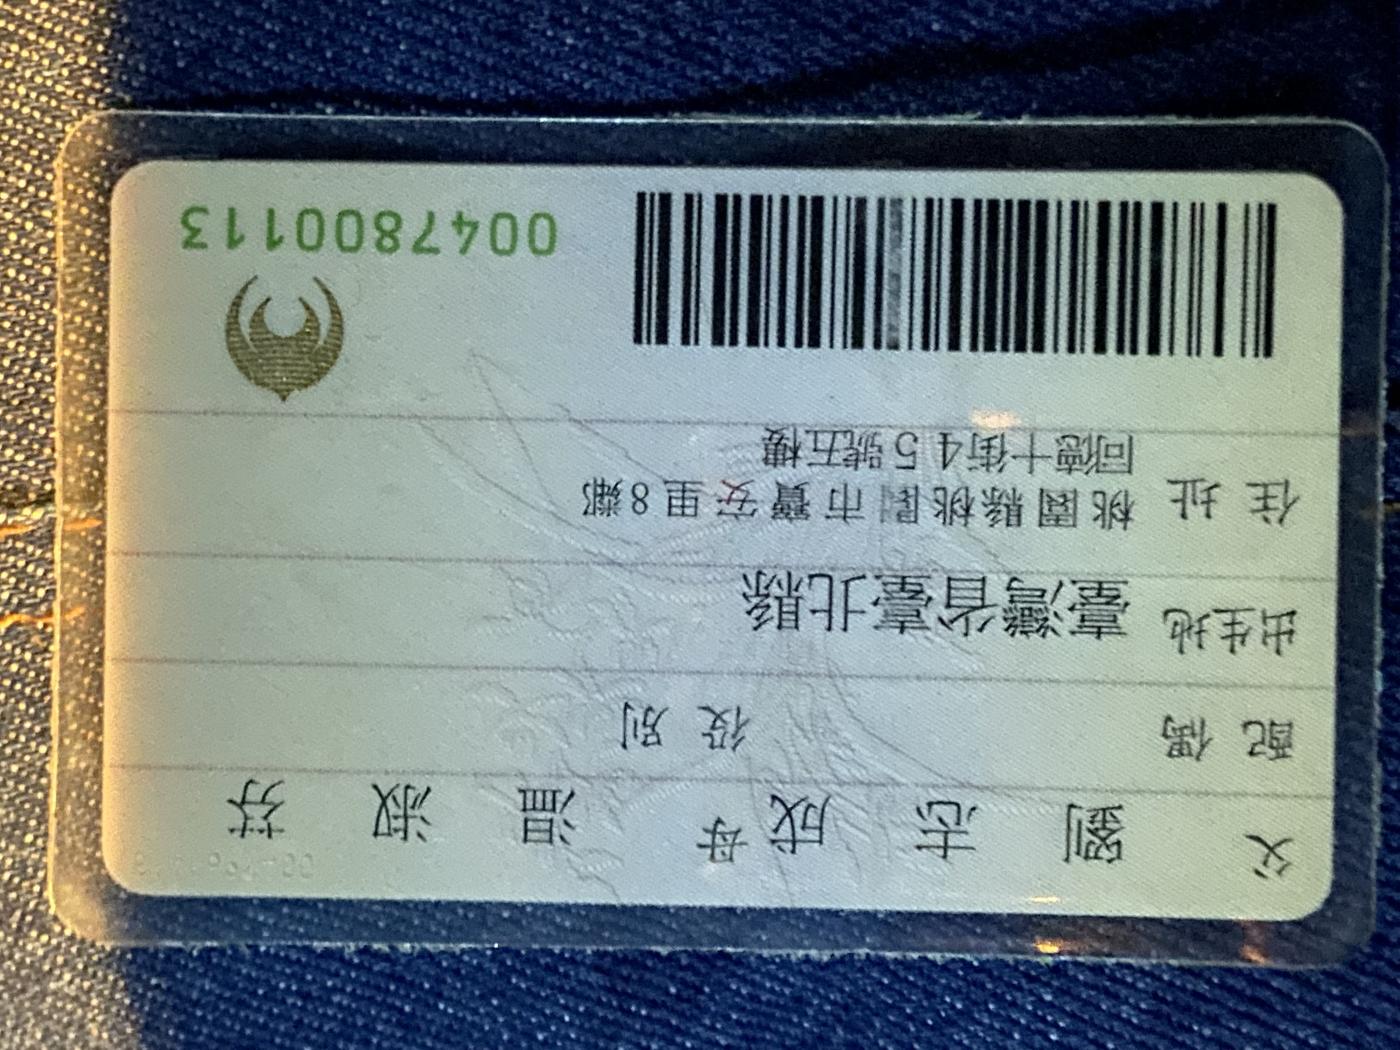 父 劉志成 母 温淑芬
配偶 役別
出生地 臺灣省臺北縣
住址 桃園縣桃園市寶安里8鄰
同德十街45號五樓
0047800113